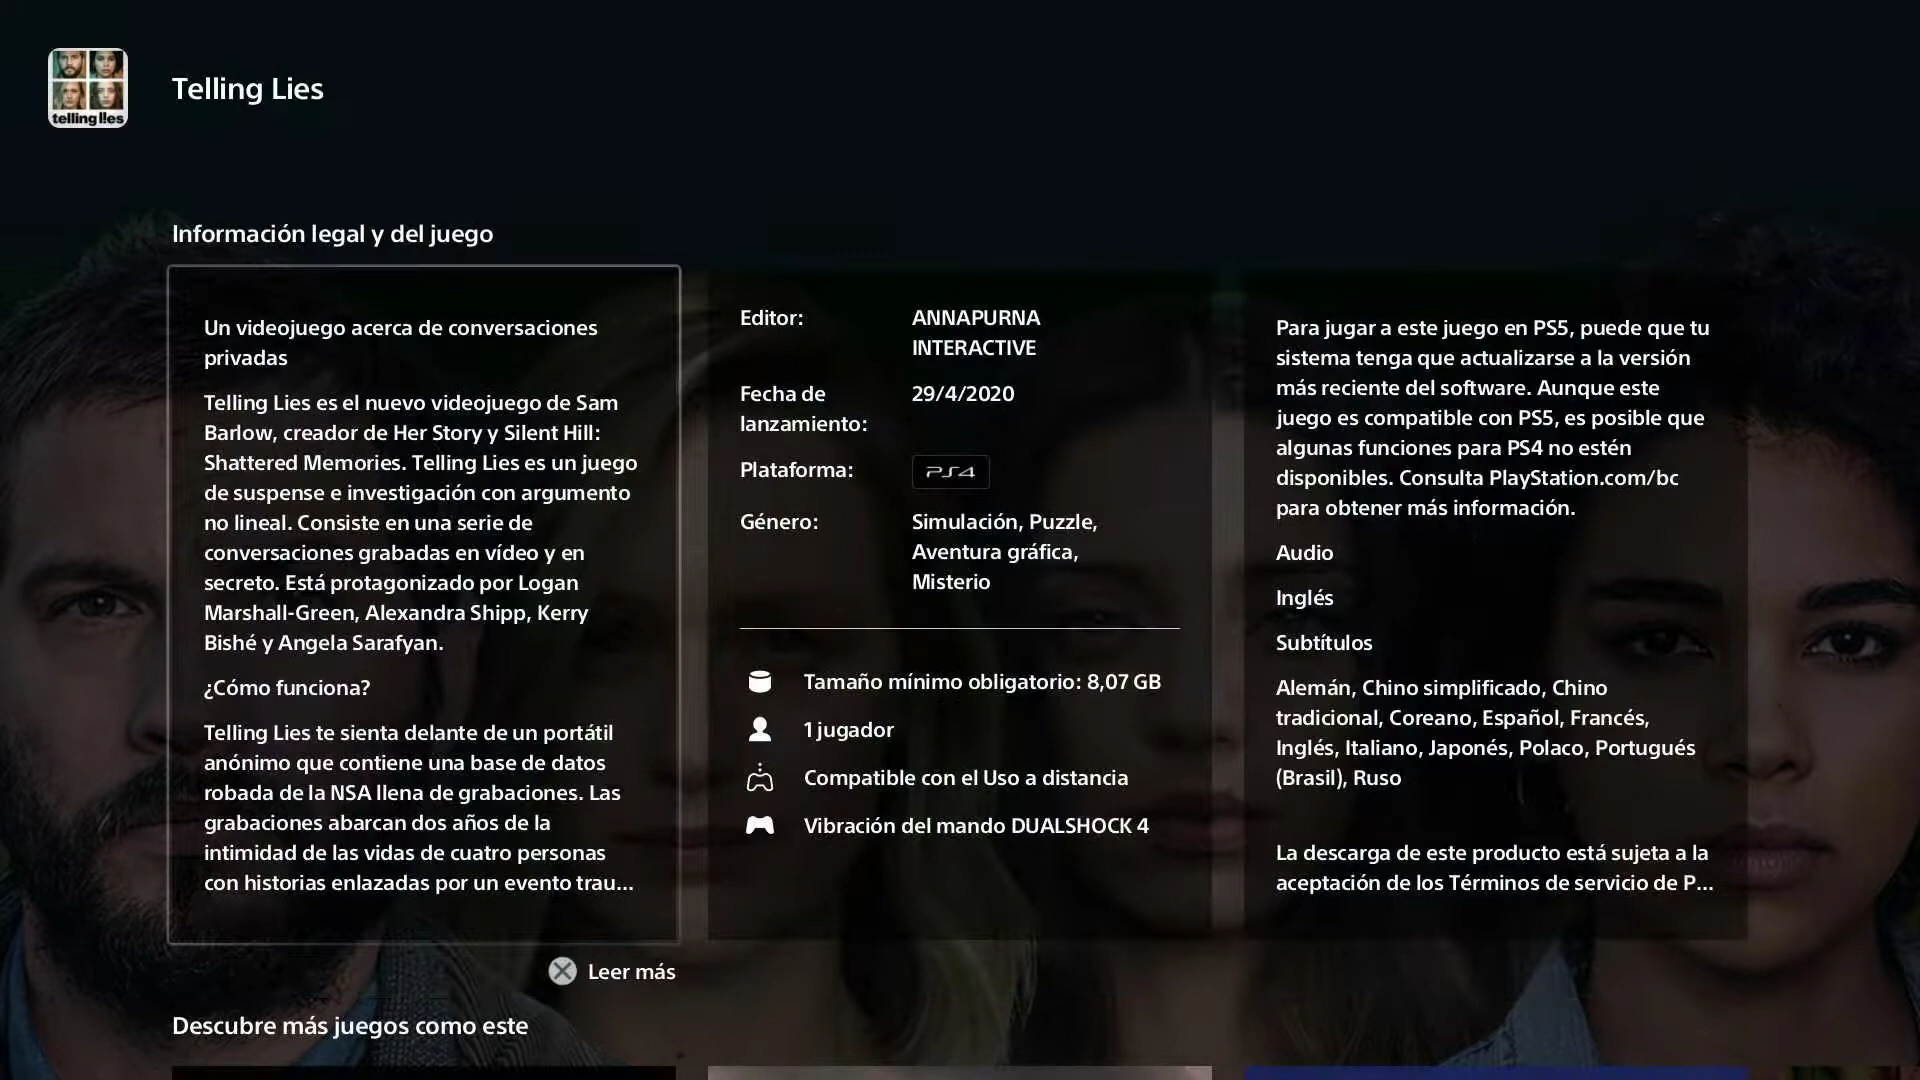 telling l!es
Telling Lies
Información legal y del juego
Un videojuego acerca de conversaciones
privadas
Telling Lies es el nuevo videojuego de Sam
Barlow, creador de Her Story y Silent Hill:
Shattered Memories. Telling Lies es un juego
de suspense e investigación con argumento
no lineal. Consiste en una serie de
conversaciones grabadas en vídeo y en
secreto. Está protagonizado por Logan
Marshall-Green, Alexandra Shipp, Kerry
Bishé y Angela Sarafyan.
¿Cómo funciona?
Telling Lies te sienta delante de un portátil
anónimo que contiene una base de datos
robada de la NSA llena de grabaciones. Las
grabaciones abarcan dos años de la
intimidad de las vidas de cuatro personas
con historias enlazadas por un evento trau...
Leer más
Editor: ANNAPURNA
INTERACTIVE
Fecha de 29/4/2020
lanzamiento:
Plataforma: PS4
Género: Simulación, Puzzle,
Aventura gráfica,
Misterio
Tamaño mínimo obligatorio: 8,07 GB
1 jugador
Compatible con el Uso a distancia
Vibración del mando DUALSHOCK 4
Para jugar a este juego en PS5, puede que tu
sistema tenga que actualizarse a la versión
más reciente del software. Aunque este
juego es compatible con PS5, es posible que
algunas funciones para PS4 no estén
disponibles. Consulta PlayStation.com/bc
para obtener más información.
Audio
Inglés
Subtítulos
Alemán, Chino simplificado, Chino
tradicional, Coreano, Español, Francés,
Inglés, Italiano, Japonés, Polaco, Portugués
(Brasil), Ruso
La descarga de este producto está sujeta a la
aceptación de los Términos de servicio de P...
Descubre más juegos como este